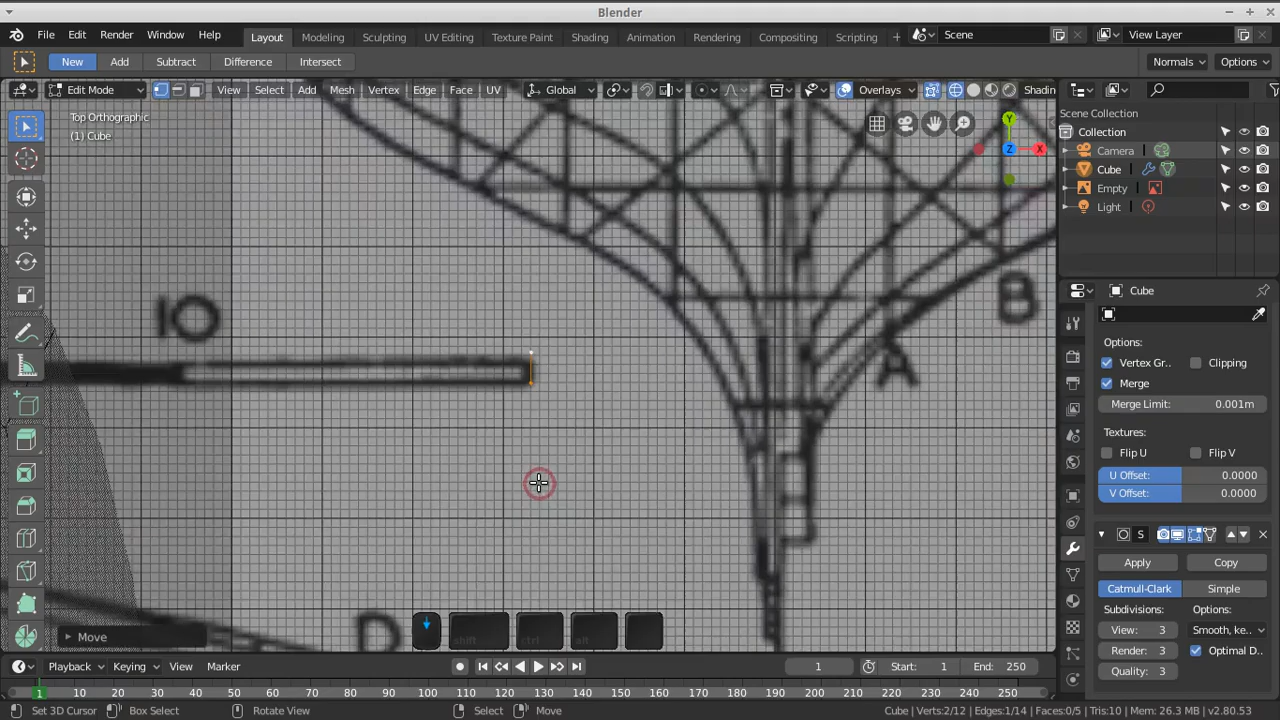 Blender
File Edit Render Window Help
Layout Modeling Sculpting UV Editing Texture Paint Shading Animation Rendering Compositing Scripting
Scene
View Layer
New Add Subtract Difference Intersect
Normals Options
Edit Mode View Select Add Mesh Vertex Edge Face UV Global Overlays Shadin
Top Orthographic
(1) Cube
Y
Z X
Scene Collection
Collection
Camera
Cube
Empty
Light
Cube
Options:
Vertex Gr... Clipping
Merge
Merge Limit: 0.001m
Textures:
Flip U Flip V
U Offset: 0.0000
V Offset: 0.0000
S
Apply Copy
Catmull-Clark Simple
Subdivisions: Options:
View: 3 Smooth, ke...
Render: 3 Optimal D...
Quality: 3
10
B
A
D
shift ctrl alt
Move
Playback Keying View Marker
1 Start: 1 End: 250
1 10 20 30 40 50 60 70 80 90 100 110 120 130 140 150 160 170 180 190 200 210 220 230 240 250
Set 3D Cursor Box Select Rotate View Select Move
Cube | Verts:2/12 | Edges:1/14 | Faces:0/5 | Tris:10 | Mem: 26.3 MB | v2.80.53